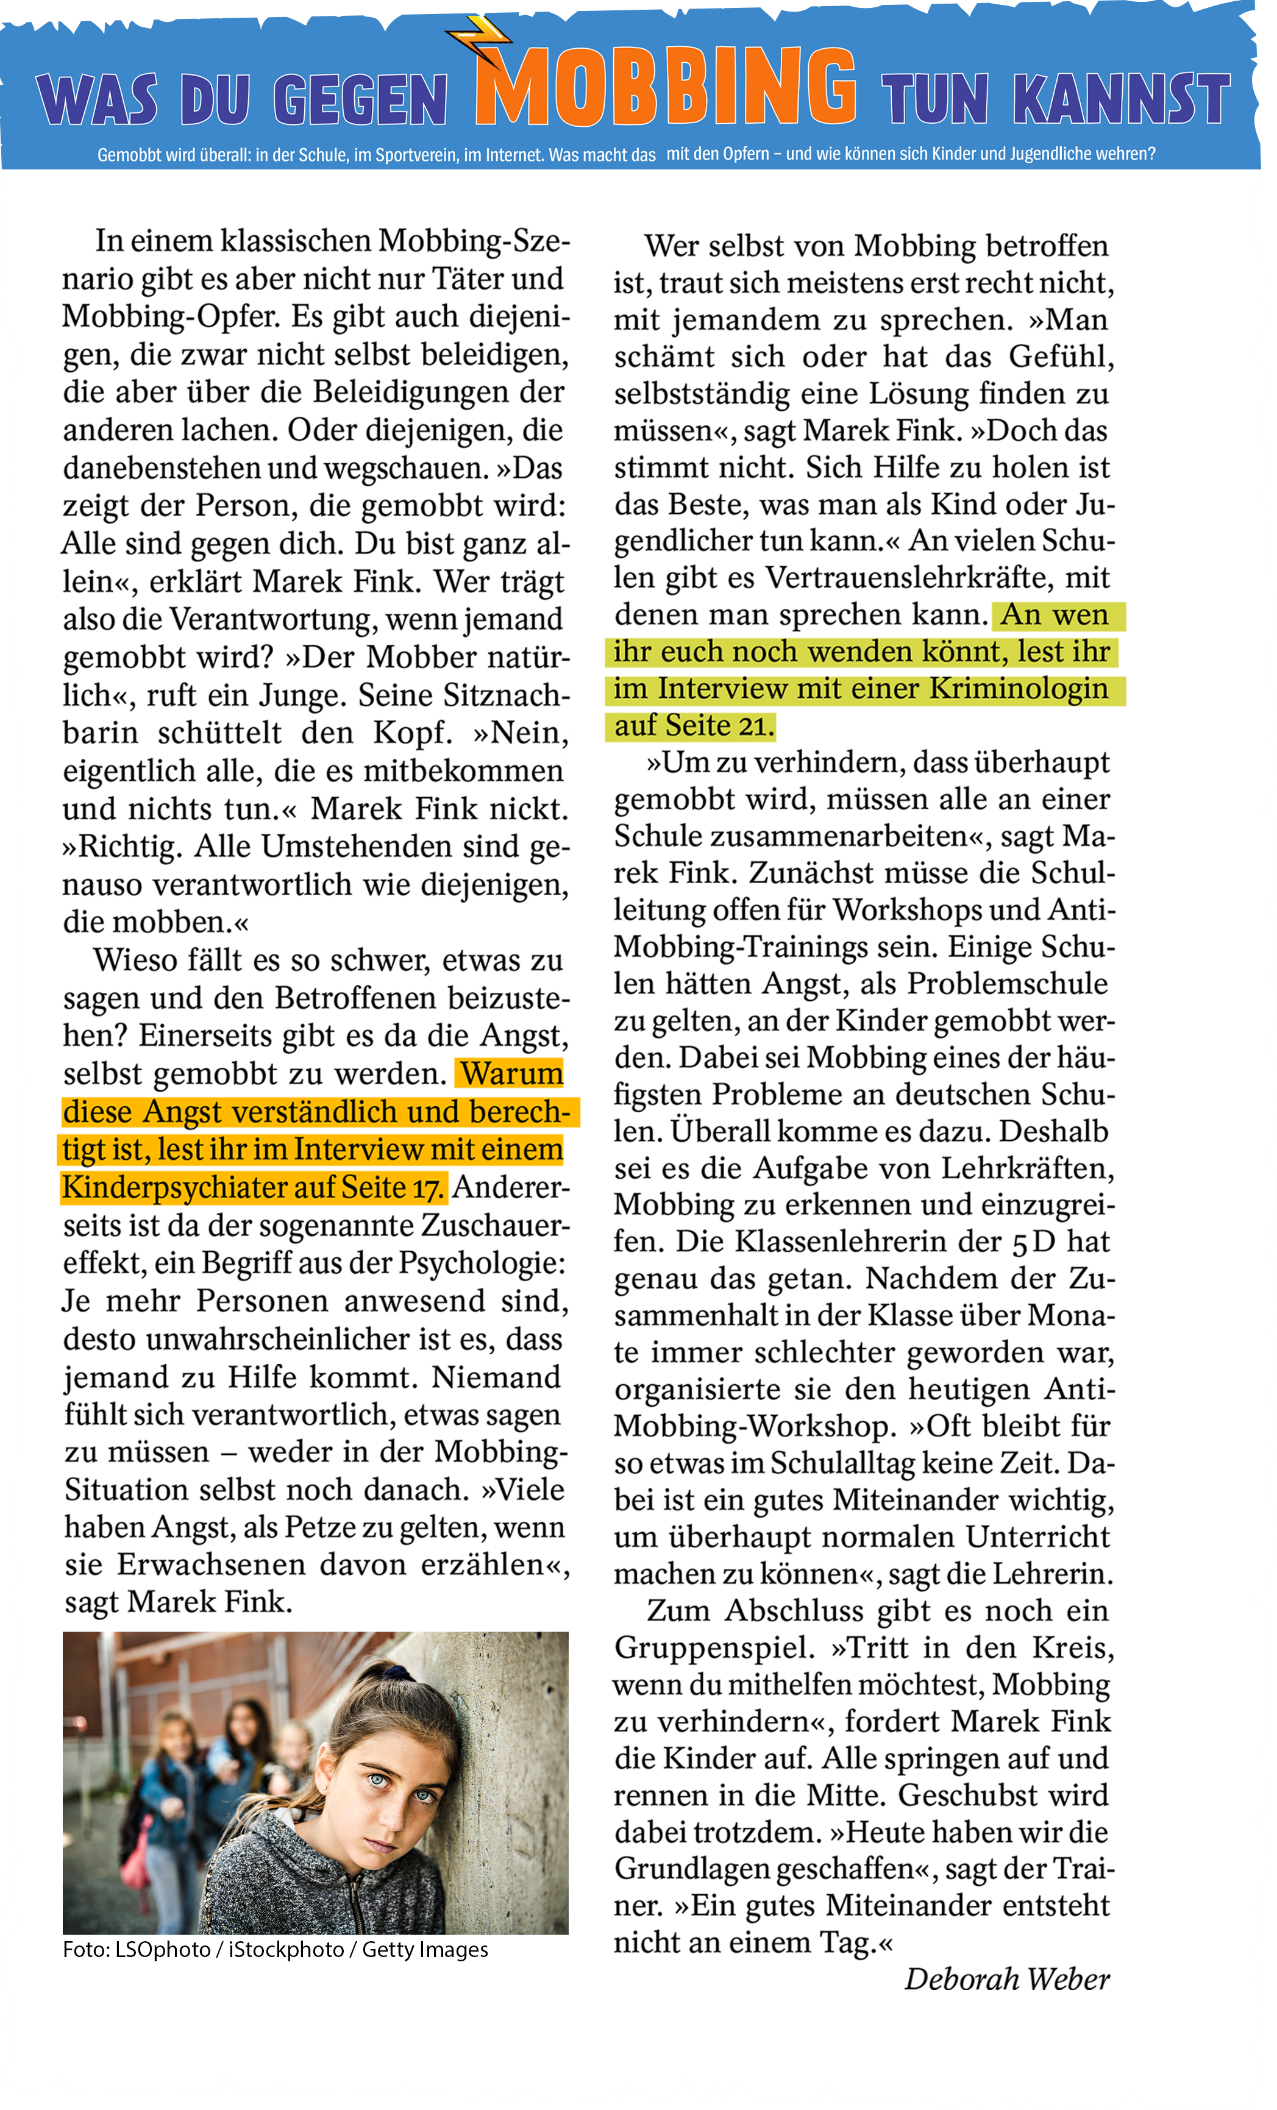 WAS DU GEGEN MOBBING TUN KANNST
Gemobbt wird überall: in der Schule, im Sportverein, im Internet. Was macht das mit den Opfern – und wie können sich Kinder und Jugendliche wehren?
In einem klassischen Mobbing-Sze-
nario gibt es aber nicht nur Täter und
Mobbing-Opfer. Es gibt auch diejeni-
gen, die zwar nicht selbst beleidigen,
die aber über die Beleidigungen der
anderen lachen. Oder diejenigen, die
danebenstehen und wegschauen. »Das
zeigt der Person, die gemobbt wird:
Alle sind gegen dich. Du bist ganz al-
lein«, erklärt Marek Fink. Wer trägt
also die Verantwortung, wenn jemand
gemobbt wird? »Der Mobber natür-
lich«, ruft ein Junge. Seine Sitznach-
barin schüttelt den Kopf. »Nein,
eigentlich alle, die es mitbekommen
und nichts tun.« Marek Fink nickt.
»Richtig. Alle Umstehenden sind ge-
nauso verantwortlich wie diejenigen,
die mobben.«
Wieso fällt es so schwer, etwas zu
sagen und den Betroffenen beizuste-
hen? Einerseits gibt es da die Angst,
selbst gemobbt zu werden. Warum
diese Angst verständlich und berech-
tigt ist, lest ihr im Interview mit einem
Kinderpsychiater auf Seite 17. Anderer-
seits ist da der sogenannte Zuschauer-
effekt, ein Begriff aus der Psychologie:
Je mehr Personen anwesend sind,
desto unwahrscheinlicher ist es, dass
jemand zu Hilfe kommt. Niemand
fühlt sich verantwortlich, etwas sagen
zu müssen – weder in der Mobbing-
Situation selbst noch danach. »Viele
haben Angst, als Petze zu gelten, wenn
sie Erwachsenen davon erzählen«,
sagt Marek Fink.
Foto: LSOphoto / iStockphoto / Getty Images
Wer selbst von Mobbing betroffen
ist, traut sich meistens erst recht nicht,
mit jemandem zu sprechen. »Man
schämt sich oder hat das Gefühl,
selbstständig eine Lösung finden zu
müssen«, sagt Marek Fink. »Doch das
stimmt nicht. Sich Hilfe zu holen ist
das Beste, was man als Kind oder Ju-
gendlicher tun kann.« An vielen Schu-
len gibt es Vertrauenslehrkräfte, mit
denen man sprechen kann. An wen
ihr euch noch wenden könnt, lest ihr
im Interview mit einer Kriminologin
auf Seite 21.
»Um zu verhindern, dass überhaupt
gemobbt wird, müssen alle an einer
Schule zusammenarbeiten«, sagt Ma-
rek Fink. Zunächst müsse die Schul-
leitung offen für Workshops und Anti-
Mobbing-Trainings sein. Einige Schu-
len hätten Angst, als Problemschule
zu gelten, an der Kinder gemobbt wer-
den. Dabei sei Mobbing eines der häu-
figsten Probleme an deutschen Schu-
len. Überall komme es dazu. Deshalb
sei es die Aufgabe von Lehrkräften,
Mobbing zu erkennen und einzugrei-
fen. Die Klassenlehrerin der 5 D hat
genau das getan. Nachdem der Zu-
sammenhalt in der Klasse über Mona-
te immer schlechter geworden war,
organisierte sie den heutigen Anti-
Mobbing-Workshop. »Oft bleibt für
so etwas im Schulalltag keine Zeit. Da-
bei ist ein gutes Miteinander wichtig,
um überhaupt normalen Unterricht
machen zu können«, sagt die Lehrerin.
Zum Abschluss gibt es noch ein
Gruppenspiel. »Tritt in den Kreis,
wenn du mithelfen möchtest, Mobbing
zu verhindern«, fordert Marek Fink
die Kinder auf. Alle springen auf und
rennen in die Mitte. Geschubst wird
dabei trotzdem. »Heute haben wir die
Grundlagen geschaffen«, sagt der Trai-
ner. »Ein gutes Miteinander entsteht
nicht an einem Tag.«
Deborah Weber